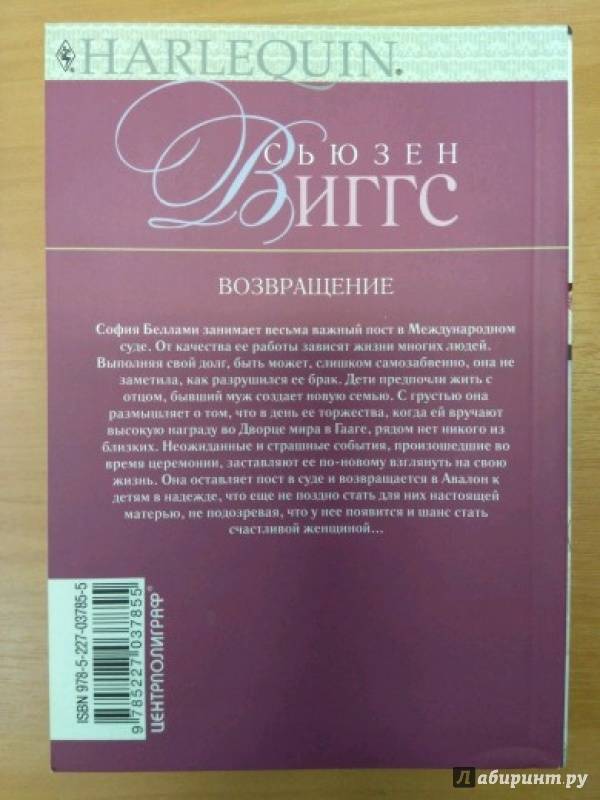 HARLEQUIN®
СЬЮЗЕН
ВИГГС
ВОЗВРАЩЕНИЕ
София Беллами занимает весьма важный пост в Международном
суде. От качества ее работы зависят жизни многих людей.
Выполняя свой долг, быть может, слишком самозабвенно, она не
заметила, как разрушился ее брак. Дети предпочли жить с
отцом, бывший муж создает новую семью. С грустью она
размышляет о том, что в день ее торжества, когда ей вручают
высокую награду во Дворце мира в Гааге, рядом нет никого из
близких. Неожиданные и страшные события, произошедшие во
время церемонии, заставляют ее по-новому взглянуть на свою
жизнь. Она оставляет пост в суде и возвращается в Авалон к
детям в надежде, что еще не поздно стать для них настоящей
матерью, не подозревая, что у нее появится и шанс стать
счастливой женщиной...
ISBN 978-5-227-03785-5
9 785227 037855
ЦЕНТРПОЛИГРАФ®
Лабиринт.ру